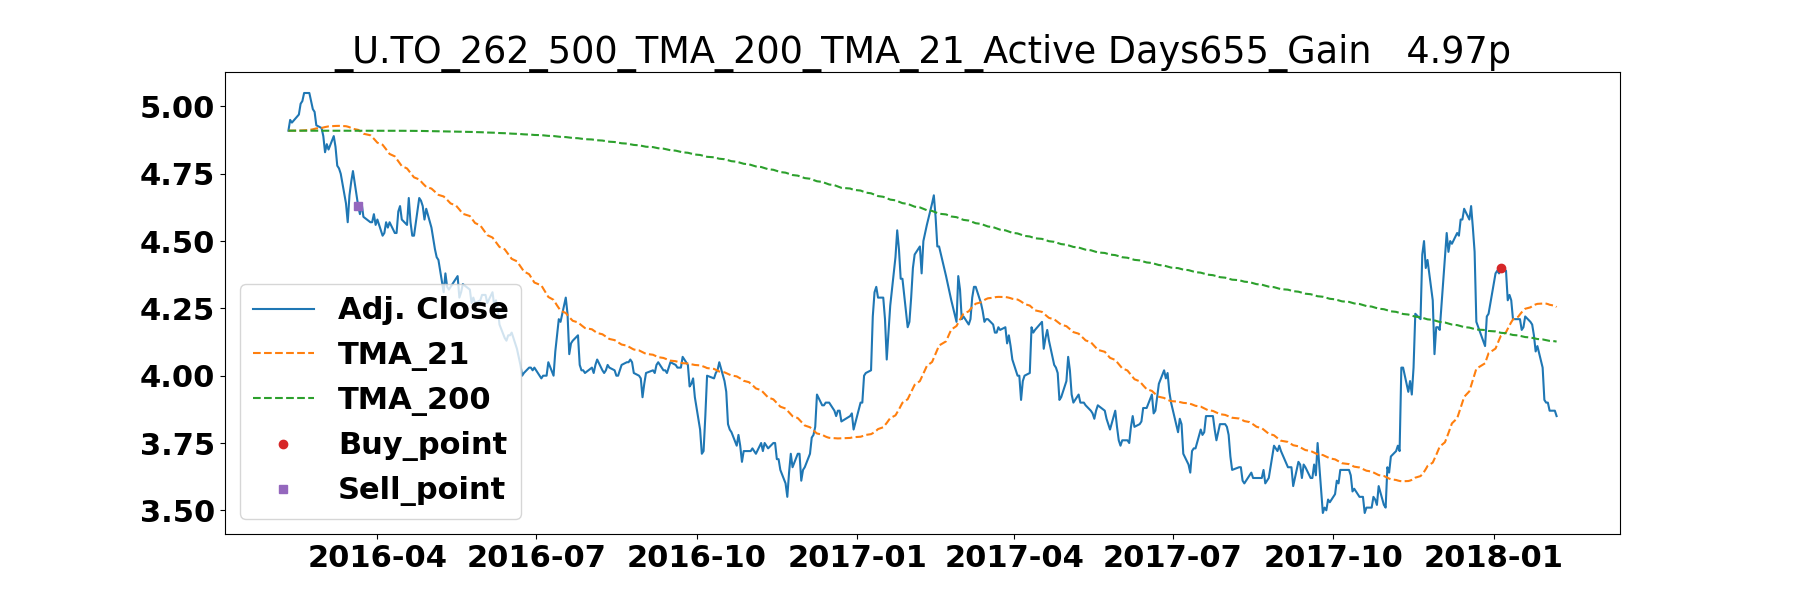 _U.TO_262_500_TMA_200_TMA_21_Active Days655_Gain   4.97p
5.00
4.75
4.50
4.25
4.00
3.75
3.50
Adj. Close
TMA_21
TMA_200
Buy_point
Sell_point
2016-04 2016-07 2016-10 2017-01 2017-04 2017-07 2017-10 2018-01